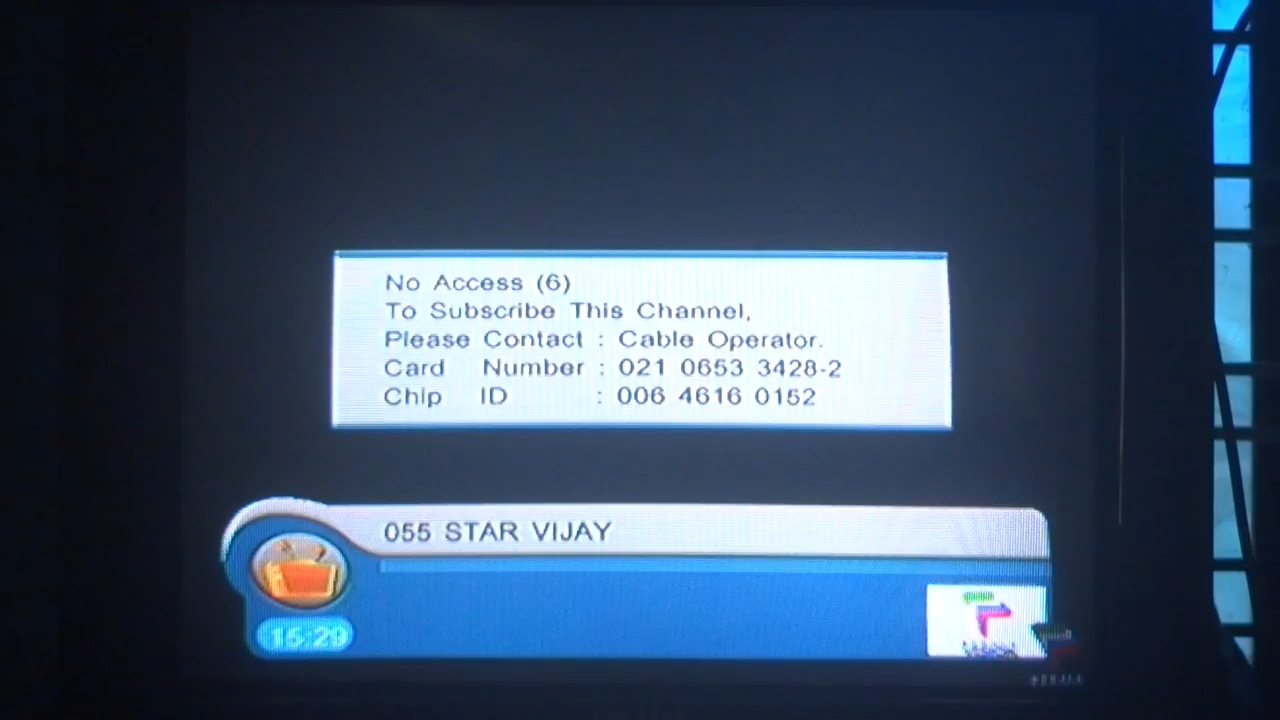 No Access (6)
To Subscribe This Channel,
Please Contact : Cable Operator.
Card Number : 021 0653 3428-2
Chip ID : 006 4616 0152
055 STAR VIJAY
15:29